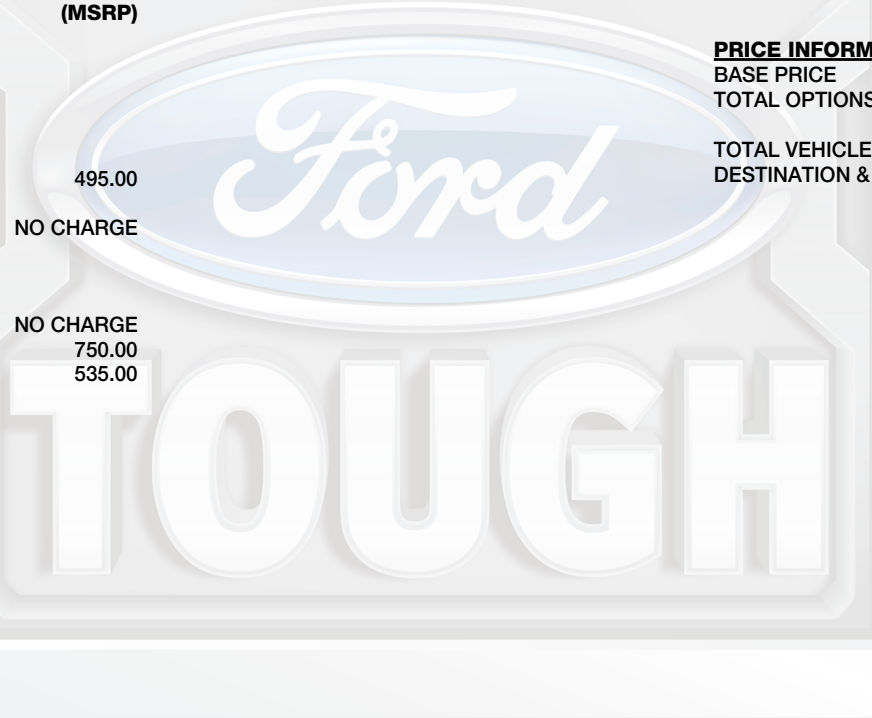 (MSRP)
495.00
NO CHARGE
NO CHARGE
750.00
535.00
PRICE INFORM
BASE PRICE
TOTAL OPTIONS
TOTAL VEHICLE
DESTINATION &
Ford
TOUGH